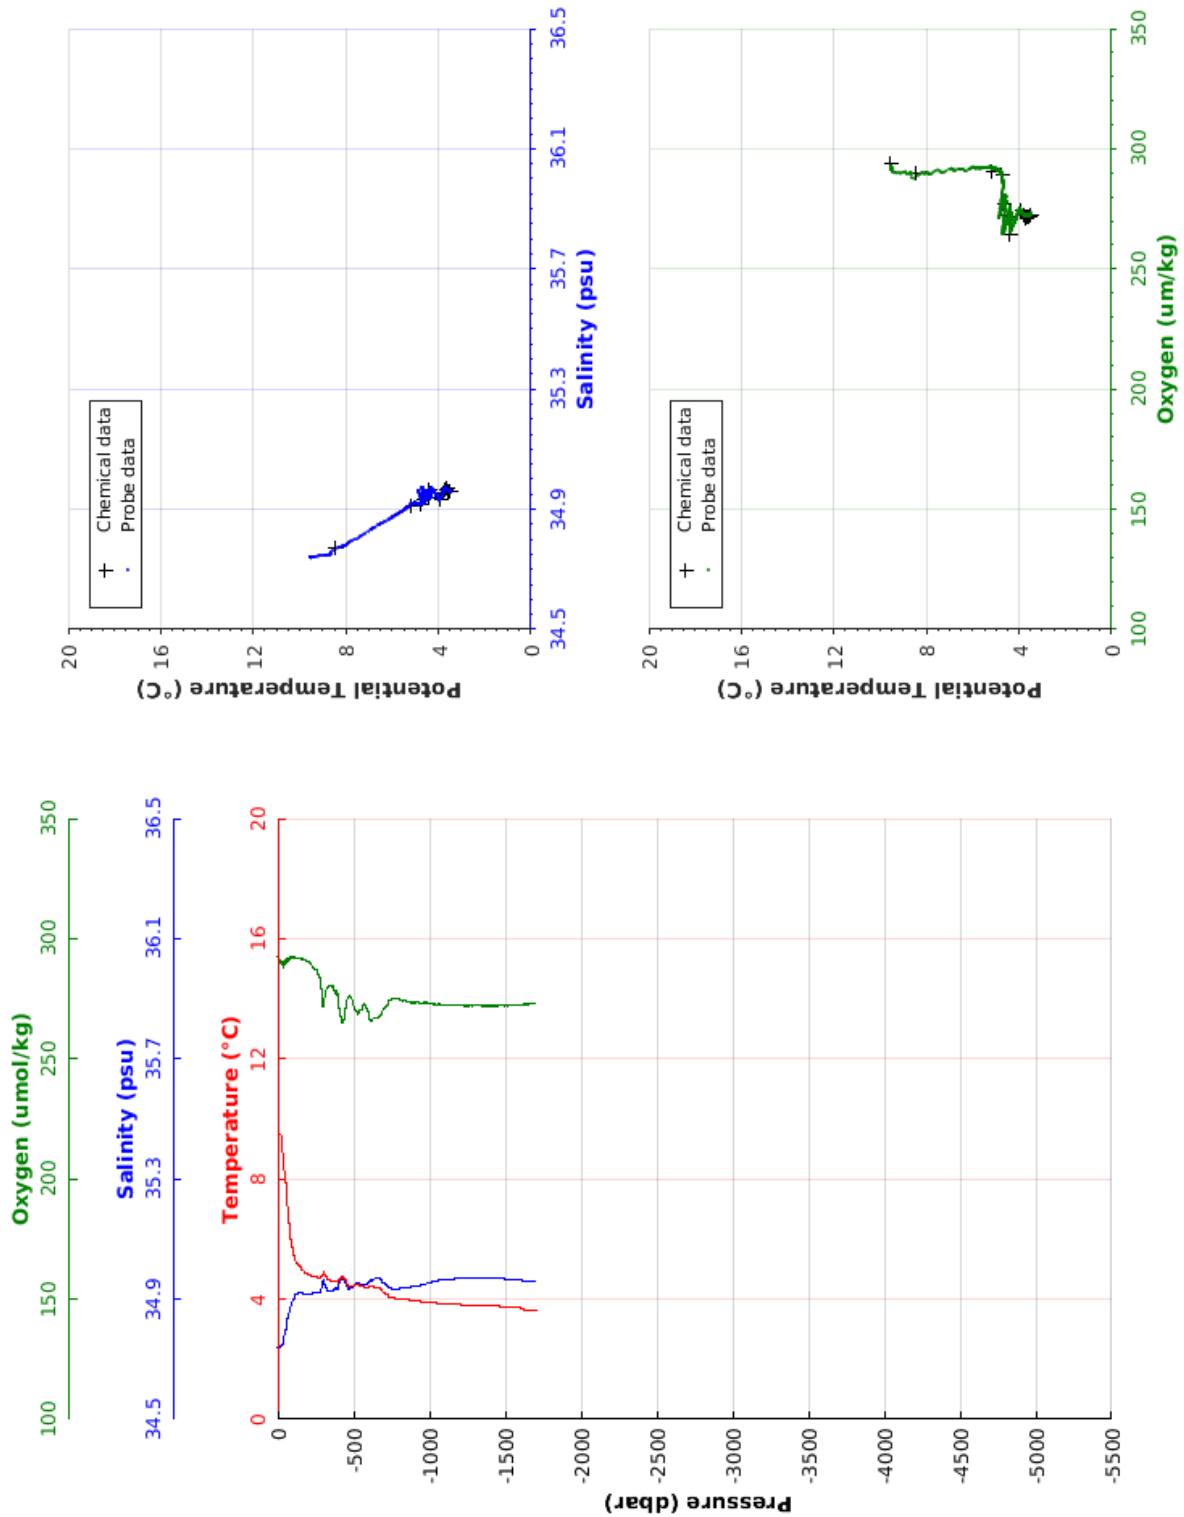 Oxygen (umol/kg)
100 150 200 250 300 350
Salinity (psu)
34.5 34.9 35.3 35.7 36.1 36.5
Temperature (°C)
0 4 8 12 16 20
Pressure (dbar)
0
-500
-1000
-1500
-2000
-2500
-3000
-3500
-4000
-4500
-5000
-5500
Potential Temperature (°C)
20
16
12
8
4
0
Chemical data
Probe data
34.5 34.9 35.3 35.7 36.1 36.5
Salinity (psu)
Potential Temperature (°C)
20
16
12
8
4
0
Chemical data
Probe data
100 150 200 250 300 350
Oxygen (um/kg)